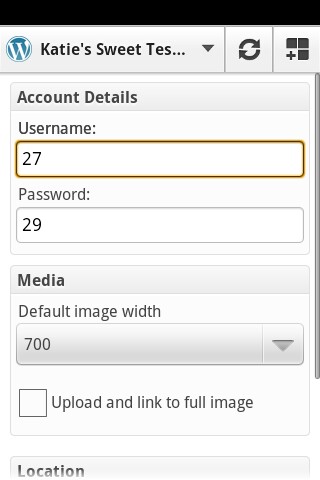 Katie's Sweet Tes...
Account Details
Username:
27
Password:
29
Media
Default image width
700
Upload and link to full image
Location